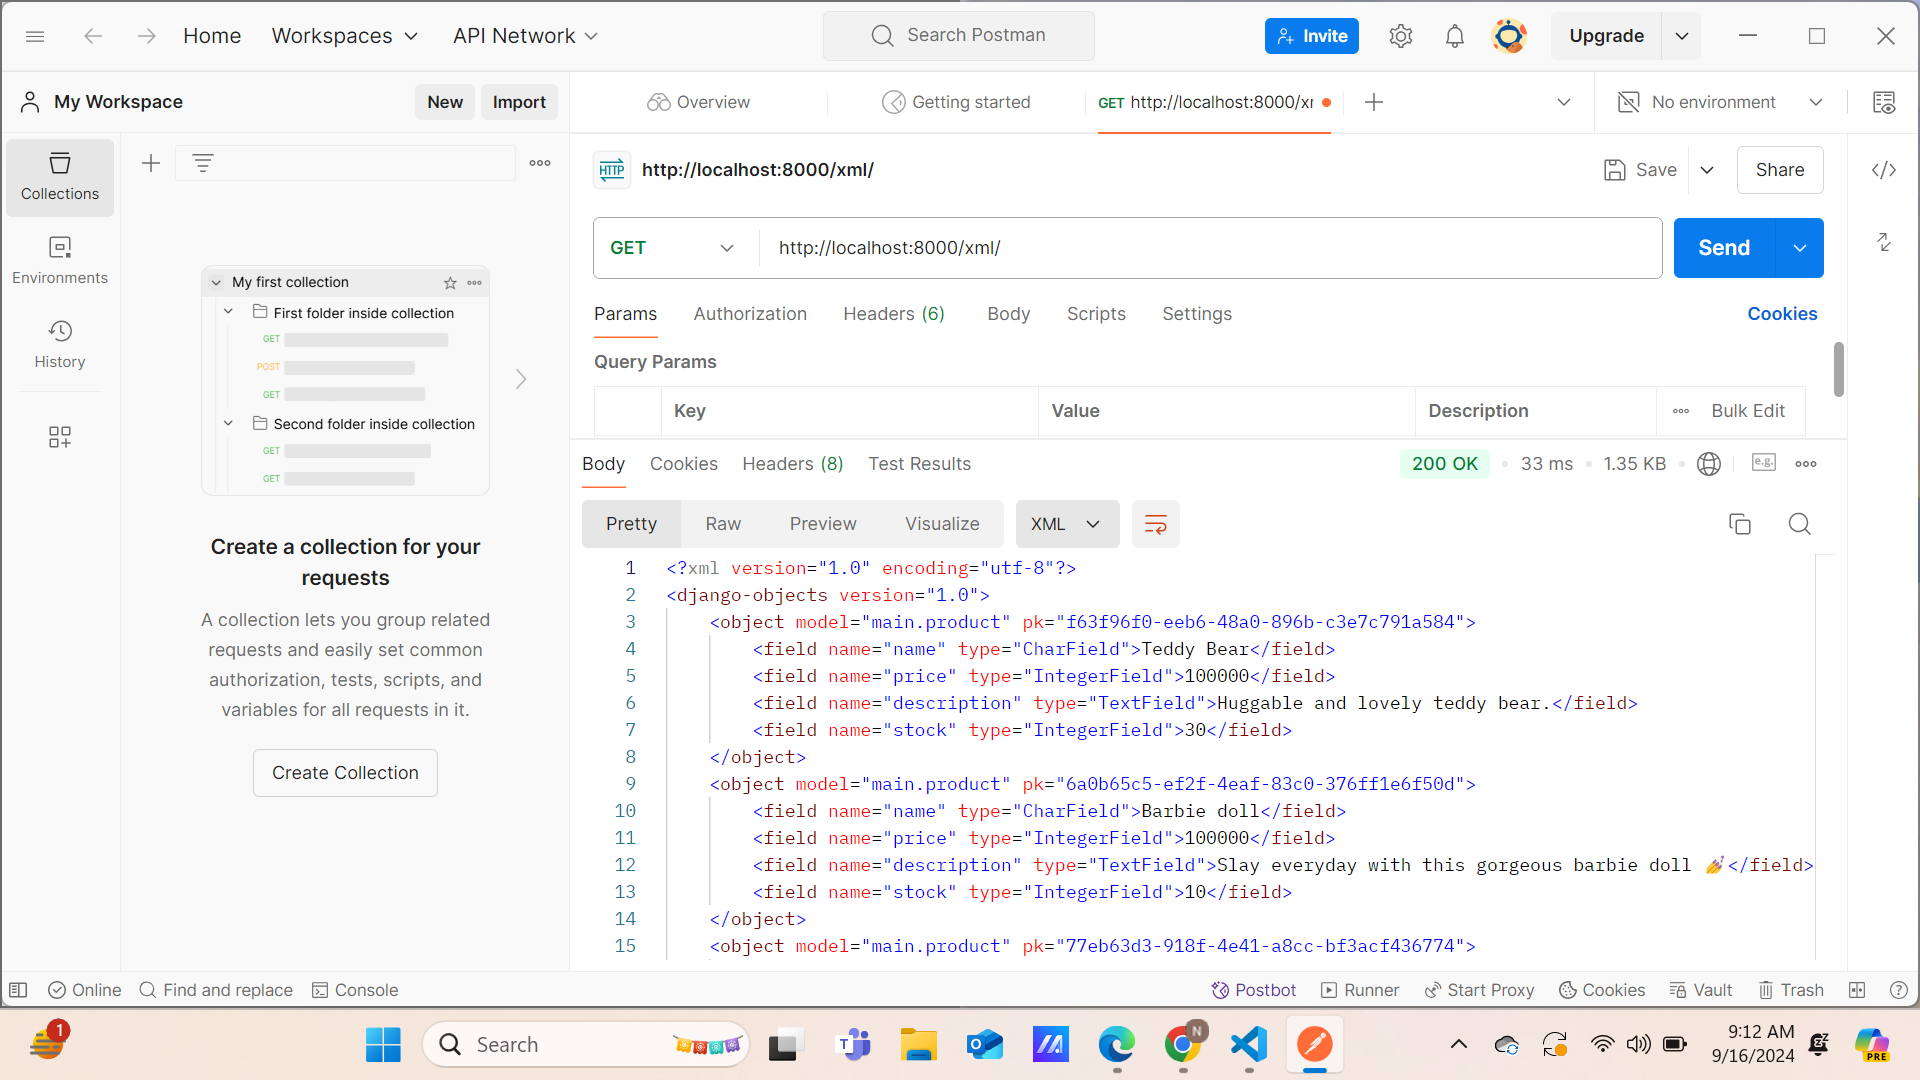 Home
Workspaces
API Network
Search Postman
Invite
Upgrade
My Workspace
New
Import
Overview
Getting started
GET http://localhost:8000/xr
No environment
Collections
Environments
History
My first collection
First folder inside collection
GET
POST
GET
Second folder inside collection
GET
GET
Create a collection for your
requests
A collection lets you group related
requests and easily set common
authorization, tests, scripts, and
variables for all requests in it.
Create Collection
HTTP
http://localhost:8000/xml/
Save
Share
GET
http://localhost:8000/xml/
Send
Params
Authorization
Headers (6)
Body
Scripts
Settings
Cookies
Query Params
Key
Value
Description
Bulk Edit
Body
Cookies
Headers (8)
Test Results
200 OK
33 ms
1.35 KB
e.g.
Pretty
Raw
Preview
Visualize
XML
1 <?xml version="1.0" encoding="utf-8"?>
2 <django-objects version="1.0">
3 <object model="main.product" pk="f63f96f0-eeb6-48a0-896b-c3e7c791a584">
4 <field name="name" type="CharField">Teddy Bear</field>
5 <field name="price" type="IntegerField">100000</field>
6 <field name="description" type="TextField">Huggable and lovely teddy bear.</field>
7 <field name="stock" type="IntegerField">30</field>
8 </object>
9 <object model="main.product" pk="6a0b65c5-ef2f-4eaf-83c0-376ff1e6f50d">
10 <field name="name" type="CharField">Barbie doll</field>
11 <field name="price" type="IntegerField">100000</field>
12 <field name="description" type="TextField">Slay everyday with this gorgeous barbie doll 💅</field>
13 <field name="stock" type="IntegerField">10</field>
14 </object>
15 <object model="main.product" pk="77eb63d3-918f-4e41-a8cc-bf3acf436774">
Online
Find and replace
Console
Postbot
Runner
Start Proxy
Cookies
Vault
Trash
1
Search
N
9:12 AM
9/16/2024
PRE